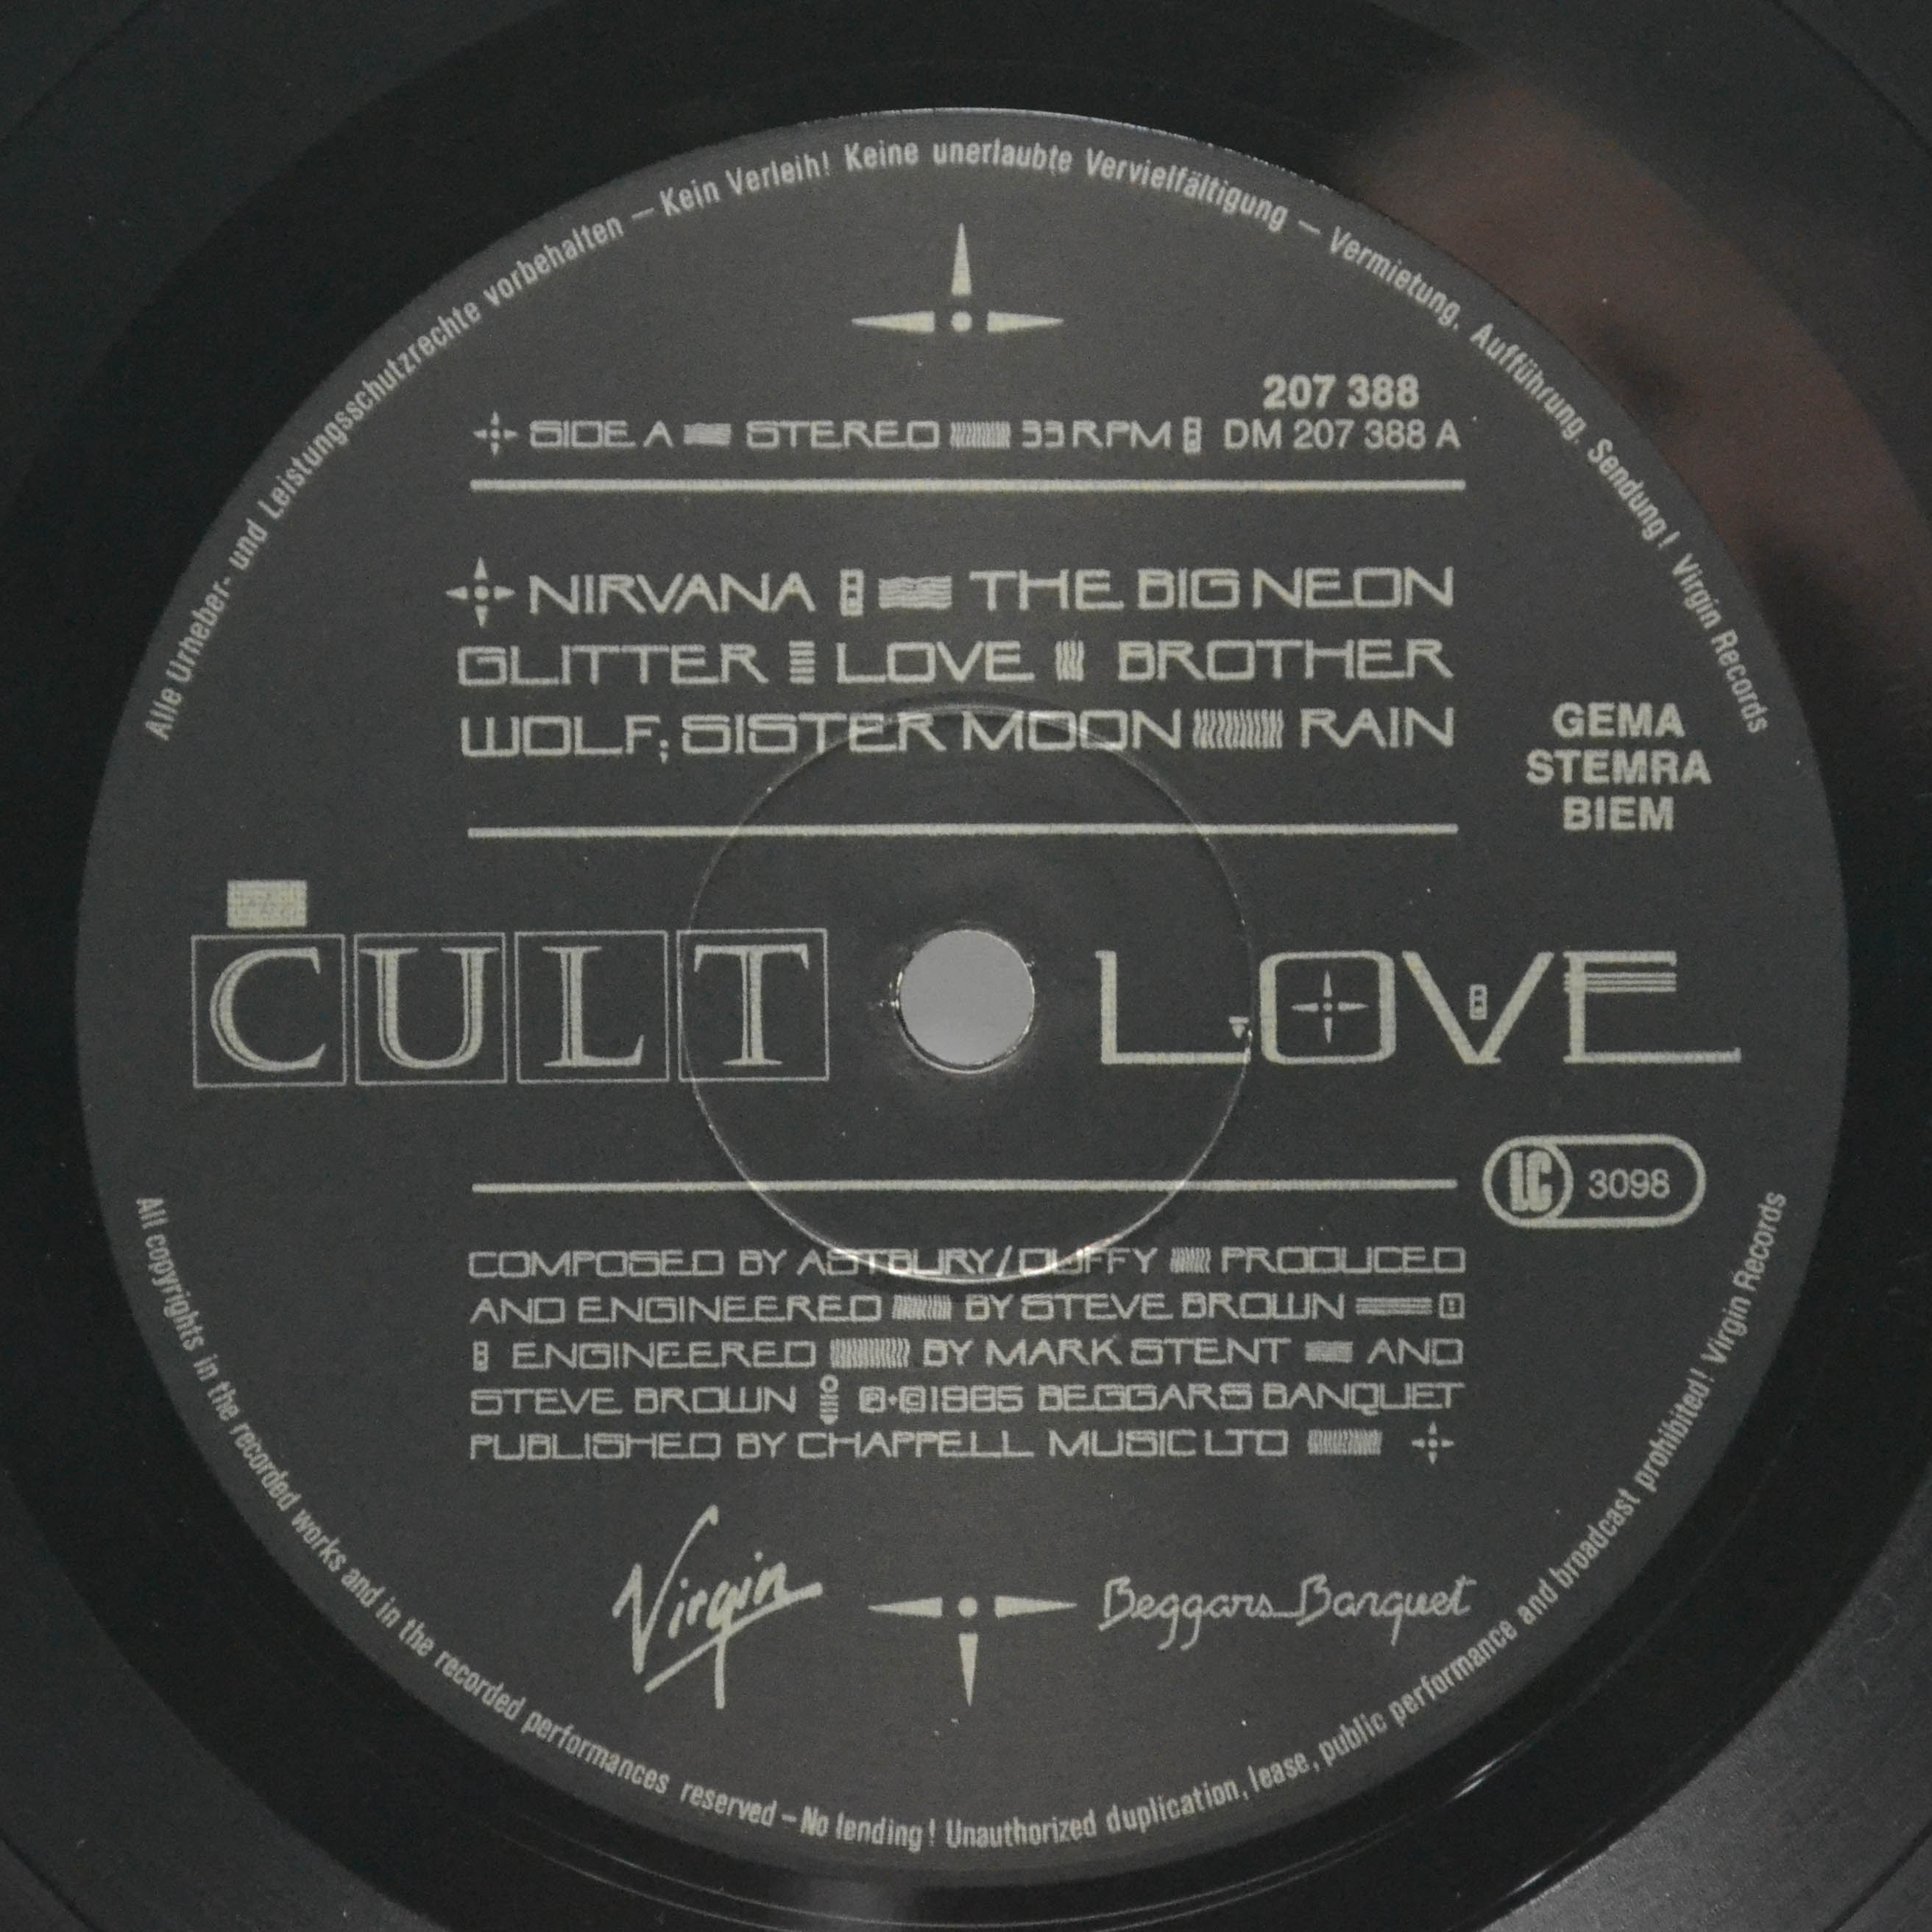 Alle Urheber- und Leistungsschutzrechte vorbehalten – Kein Verleih! Keine unerlaubte Vervielfältigung – Vermietung. Aufführung. Sendung! Virgin Records
207 388
SIDE A STEREO 33 RPM DM 207 388 A
NIRVANA THE BIG NEON
GLITTER LOVE BROTHER
WOLF; SISTER MOON RAIN
GEMA
STEMRA
BIEM
CULT LOVE
LC 3098
COMPOSED BY ASTBURY/DUFFY PRODUCED
AND ENGINEERED BY STEVE BROWN
ENGINEERED BY MARK STENT AND
STEVE BROWN ℗+©1985 BEGGARS BANQUET
PUBLISHED BY CHAPPELL MUSIC LTD
Virgin Beggars Banquet
All copyrights in the recorded works and in the recorded performances reserved – No lending! Unauthorized duplication, lease, public performance and broadcast prohibited! Virgin Records